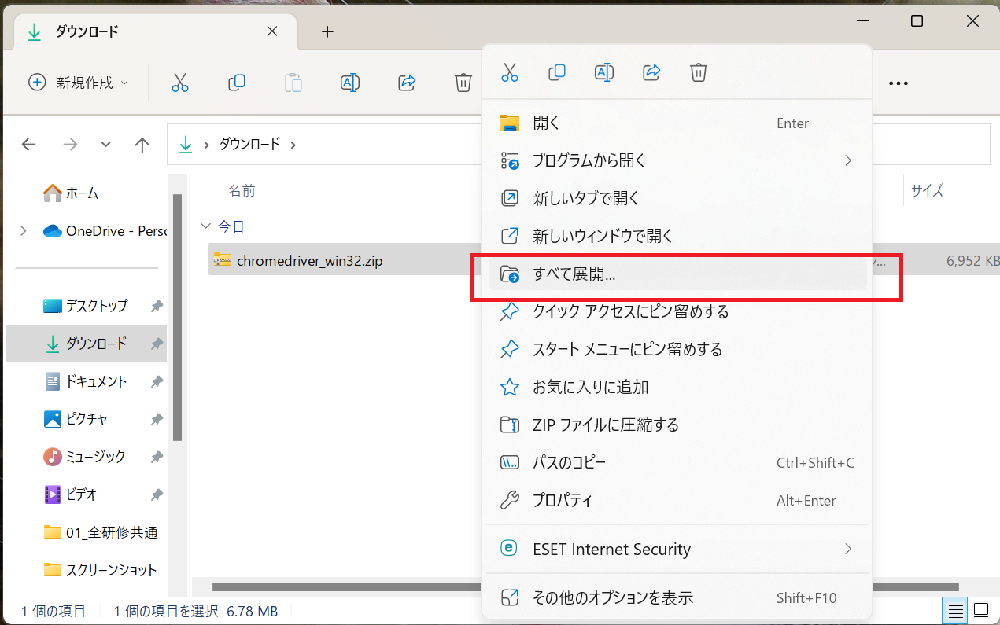 ダウンロード
新規作成
ダウンロード
名前
サイズ
ホーム
OneDrive - Pers
今日
chromedriver_win32.zip
6,952 KB
デスクトップ
ダウンロード
ドキュメント
ピクチャ
ミュージック
ビデオ
01_全研修共通
スクリーンショット
1 個の項目
1 個の項目を選択 6.78 MB
開く Enter
プログラムから開く
新しいタブで開く
新しいウィンドウで開く
すべて展開...
クイック アクセスにピン留めする
スタート メニューにピン留めする
お気に入りに追加
ZIP ファイルに圧縮する
パスのコピー Ctrl+Shift+C
プロパティ Alt+Enter
ESET Internet Security
その他のオプションを表示 Shift+F10